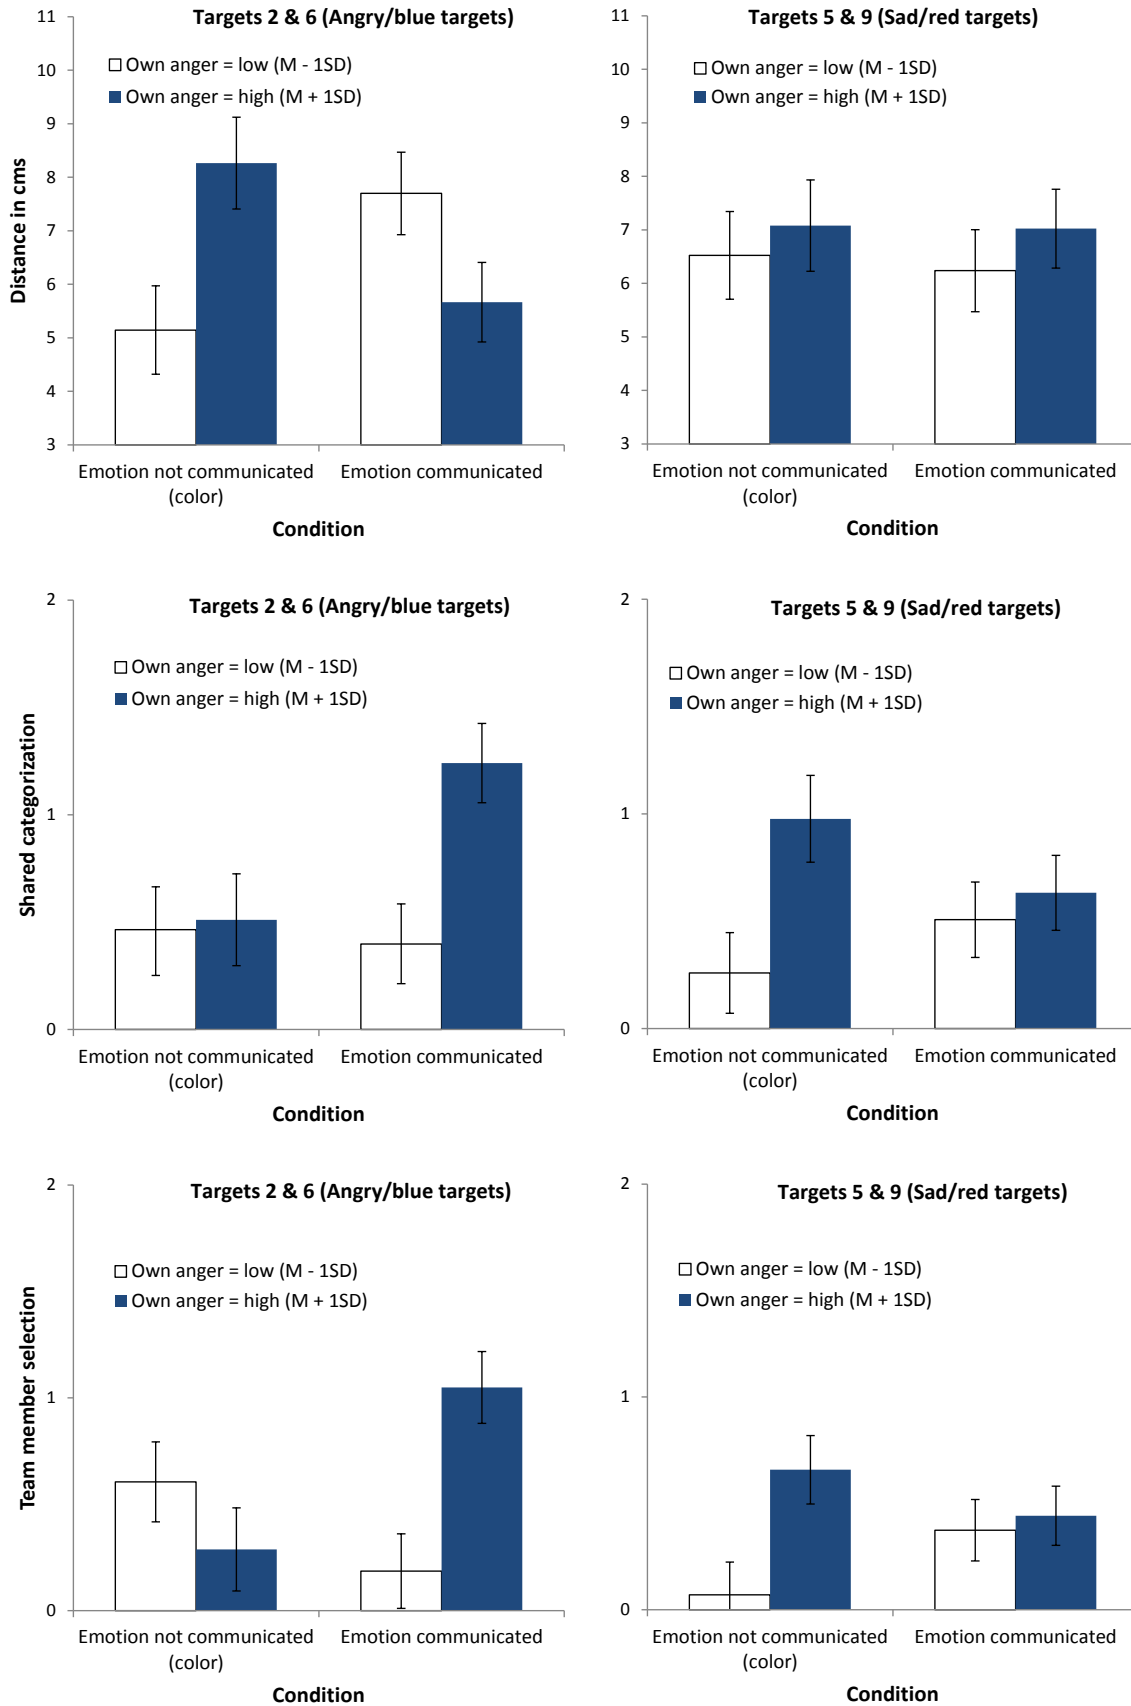 Targets 2 & 6 (Angry/blue targets)
Own anger = low (M - 1SD)
Own anger = high (M + 1SD)
Distance in cms
11
10
9
8
7
6
5
4
3
Emotion not communicated
(color)
Emotion communicated
Condition
Targets 5 & 9 (Sad/red targets)
Own anger = low (M - 1SD)
Own anger = high (M + 1SD)
11
10
9
8
7
6
5
4
3
Emotion not communicated
(color)
Emotion communicated
Condition
Targets 2 & 6 (Angry/blue targets)
Own anger = low (M - 1SD)
Own anger = high (M + 1SD)
Shared categorization
2
1
0
Emotion not communicated
(color)
Emotion communicated
Condition
Targets 5 & 9 (Sad/red targets)
Own anger = low (M - 1SD)
Own anger = high (M + 1SD)
2
1
0
Emotion not communicated
(color)
Emotion communicated
Condition
Targets 2 & 6 (Angry/blue targets)
Own anger = low (M - 1SD)
Own anger = high (M + 1SD)
Team member selection
2
1
0
Emotion not communicated
(color)
Emotion communicated
Condition
Targets 5 & 9 (Sad/red targets)
Own anger = low (M - 1SD)
Own anger = high (M + 1SD)
2
1
0
Emotion not communicated
(color)
Emotion communicated
Condition